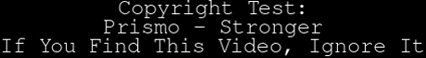 Copyright Test:
Prismo - Stronger
If You Find This Video, Ignore It